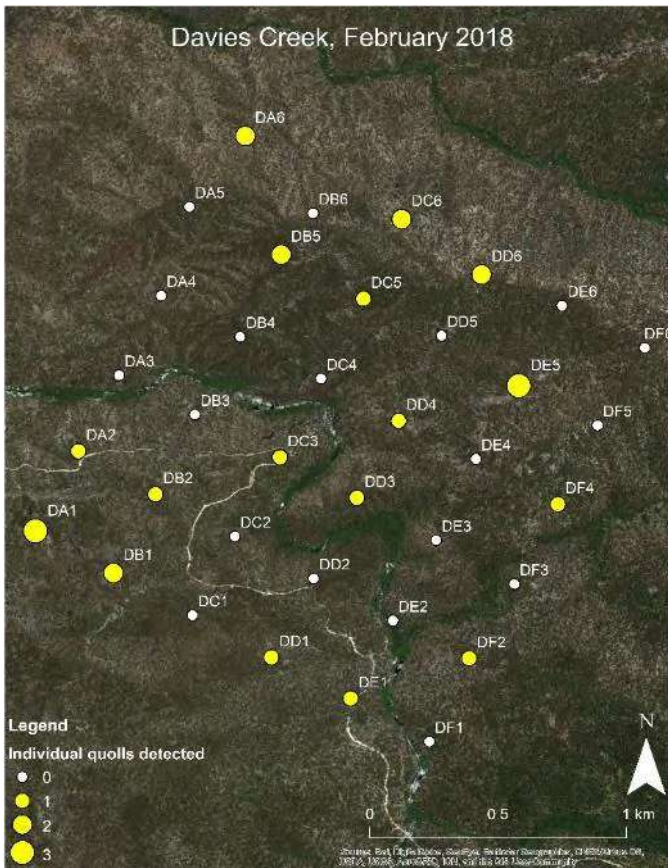 Davies Creek, February 2018
DA6
DA5
DB6
DC6
DB5
DD6
DA4
DC5
DE6
DB4
DD5
DA3
DC4
DE5
DB3
DD4
DF5
DA2
DC3
DE4
DB2
DD3
DF4
DA1
DC2
DE3
DB1
DD2
DF3
DC1
DE2
DD1
DF2
DE1
DF1
Legend
Individual quolls detected
0
1
2
3
N
0 0.5 1 km